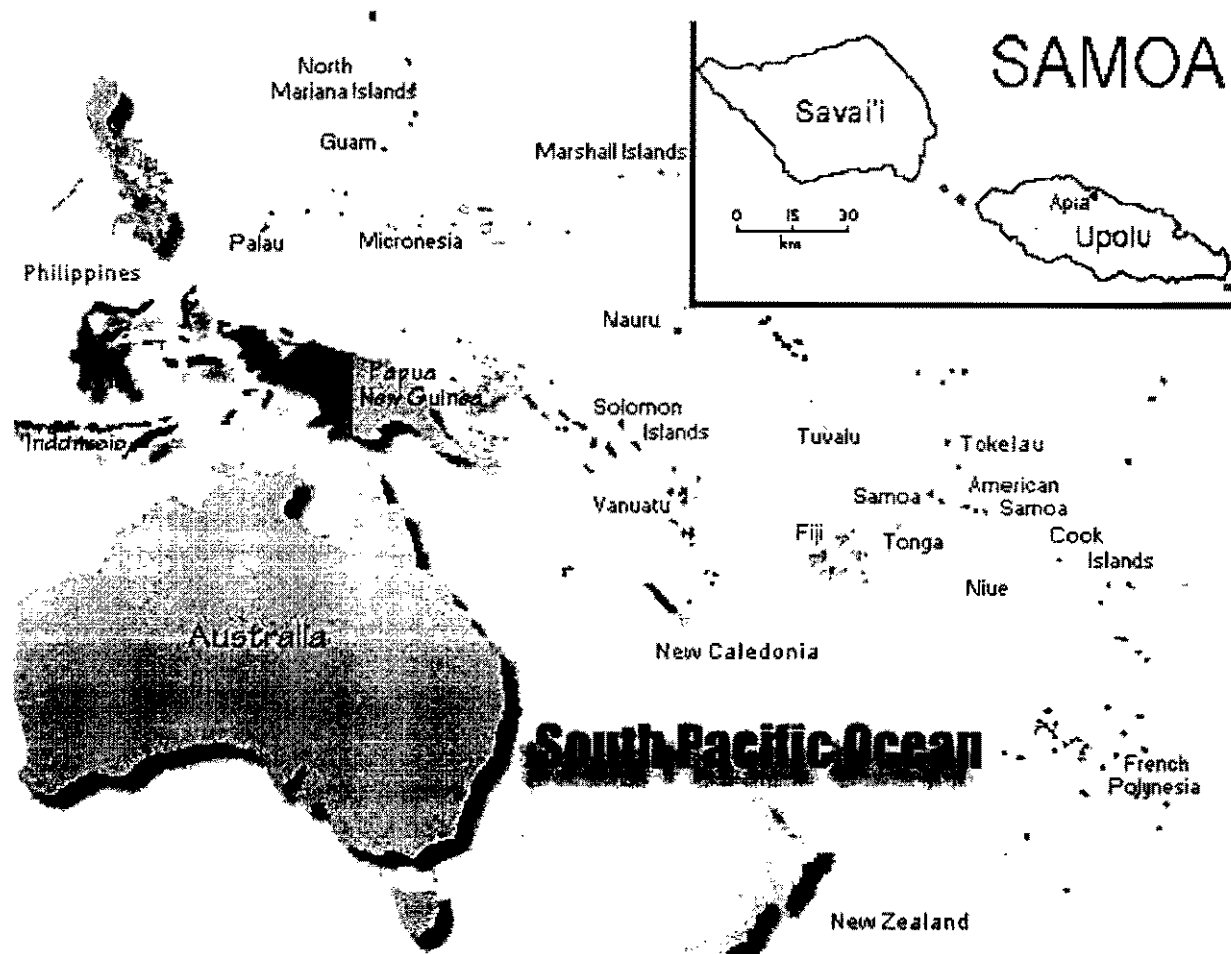 SAMOA
Savai'i
Apia
Upolu
0 15 30
kms
North
Mariana Islands
Guam
Marshall Islands
Palau
Micronesia
Philippines
Nauru
Papua
New Guinea
Indonesia
Solomon
Islands
Tuvalu
Tokelau
Vanuatu
Samoa
American
Samoa
Fiji
Tonga
Cook
Islands
Niue
Australia
New Caledonia
South Pacific Ocean
French
Polynesia
New Zealand